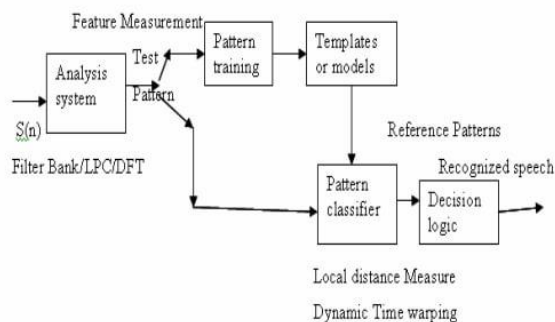 Feature Measurement
Test
Pattern
Analysis
system
Pattern
training
Templates
or models
S(n)
Filter Bank/LPC/DFT
Reference Patterns
Recognized speech
Pattern
classifier
Decision
logic
Local distance Measure
Dynamic Time warping